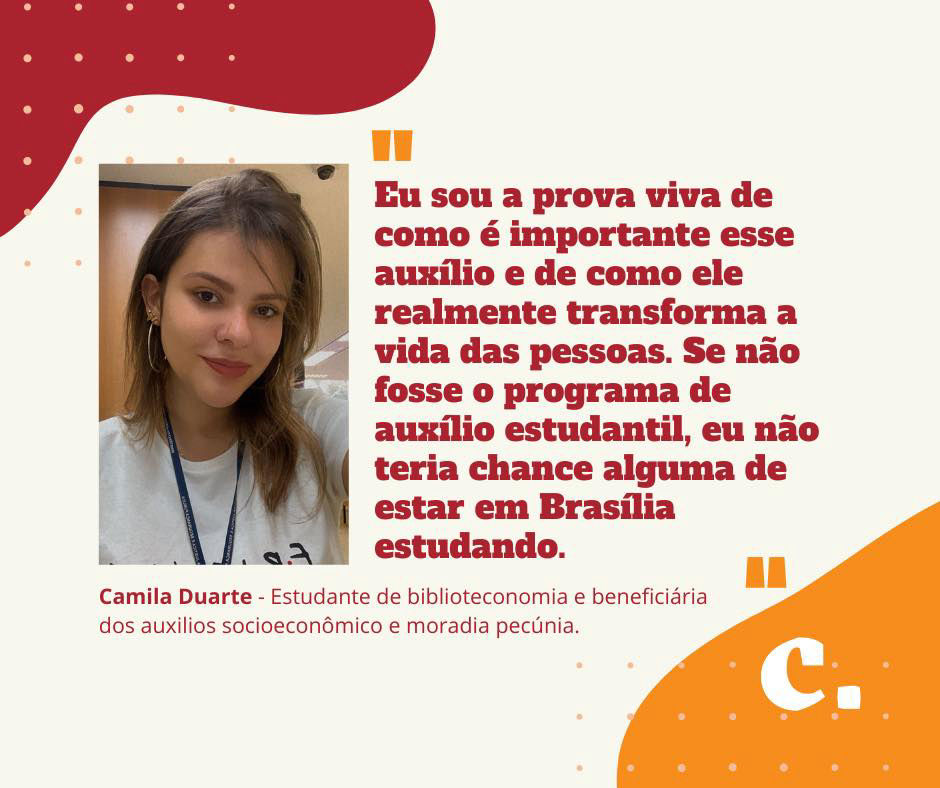 "
Eu sou a prova viva de
como é importante esse
auxílio e de como ele
realmente transforma a
vida das pessoas. Se não
fosse o programa de
auxílio estudantil, eu não
teria chance alguma de
estar em Brasília
estudando.
"
Camila Duarte - Estudante de biblioteconomia e beneficiária
dos auxilios socioeconômico e moradia pecúnia.
c.